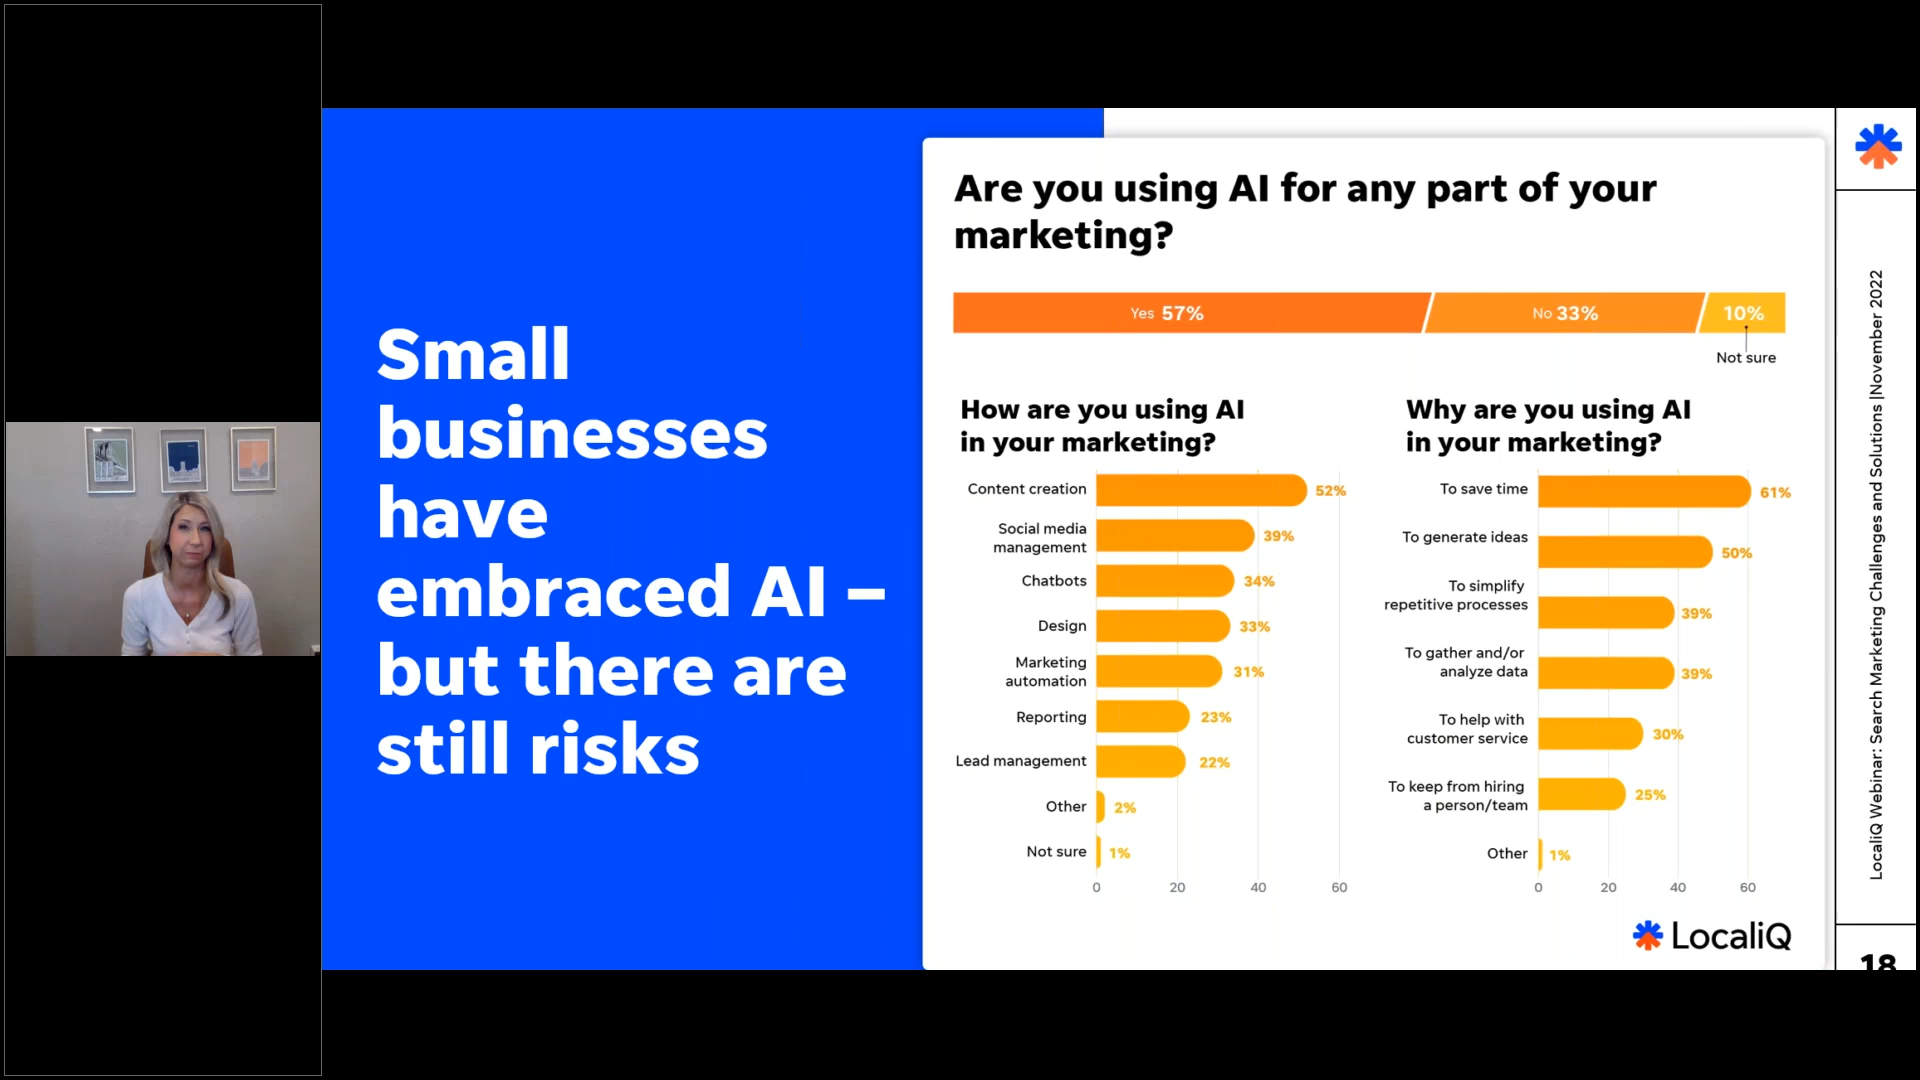 Small
businesses
have
embraced AI –
but there are
still risks
Are you using AI for any part of your
marketing?
Yes 57%
No 33%
10%
Not sure
How are you using AI
in your marketing?
Content creation
52%
Social media
management
39%
Chatbots
34%
Design
33%
Marketing
automation
31%
Reporting
23%
Lead management
22%
Other
2%
Not sure
1%
0 20 40 60
Why are you using AI
in your marketing?
To save time
61%
To generate ideas
50%
To simplify
repetitive processes
39%
To gather and/or
analyze data
39%
To help with
customer service
30%
To keep from hiring
a person/team
25%
Other
1%
0 20 40 60
LocaliQ
LocaliQ Webinar: Search Marketing Challenges and Solutions |November 2022
18